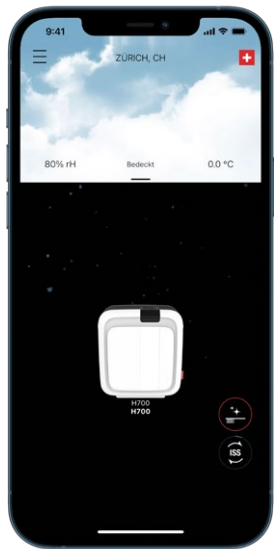 9:41
ZÜRICH, CH
80% rH
Bedeckt
0.0 °C
H700
H700
ISS